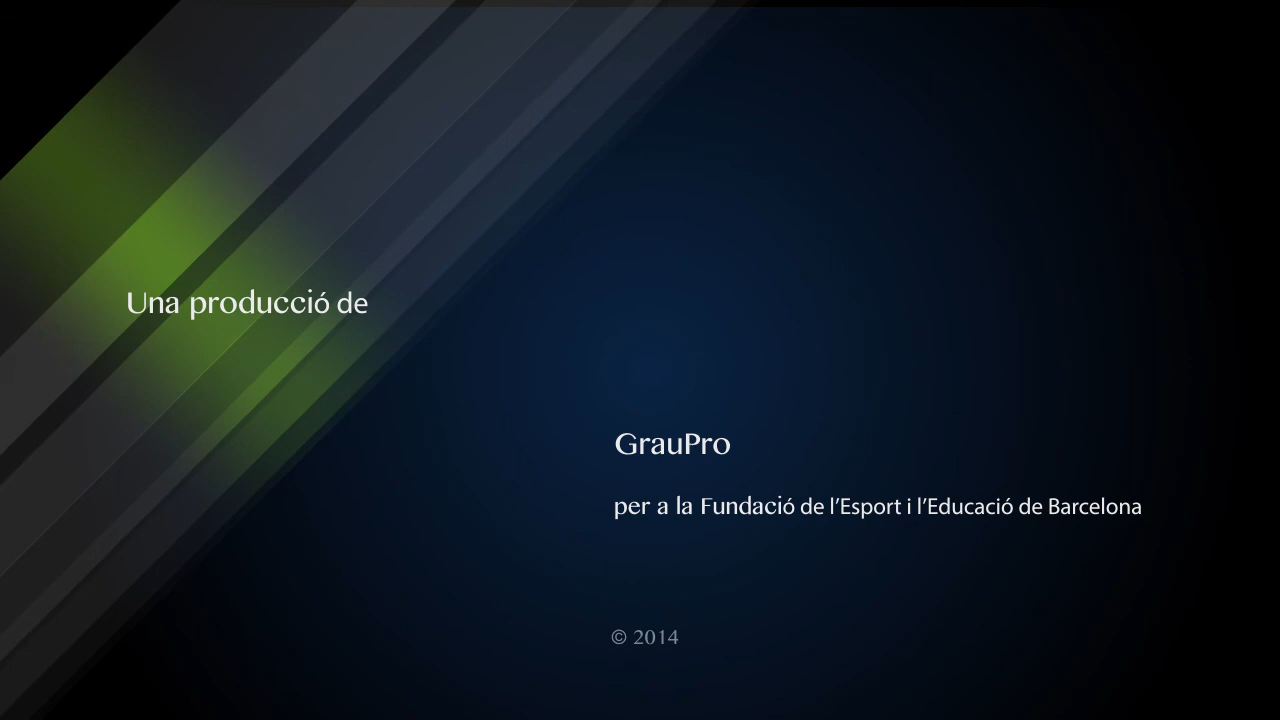 Una producció de
GrauPro
per a la Fundació de l’Esport i l’Educació de Barcelona
© 2014